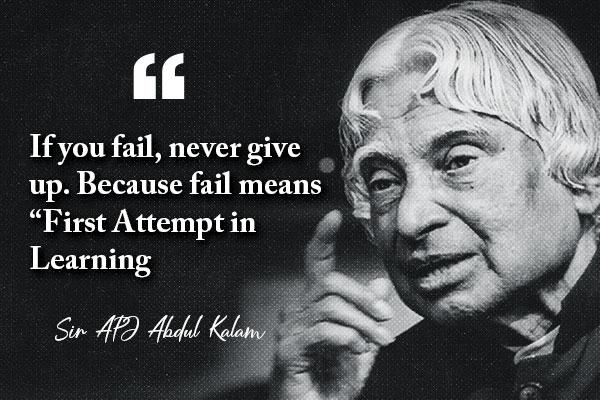 “
If you fail, never give
up. Because fail means
“First Attempt in
Learning
Sir APJ Abdul Kalam